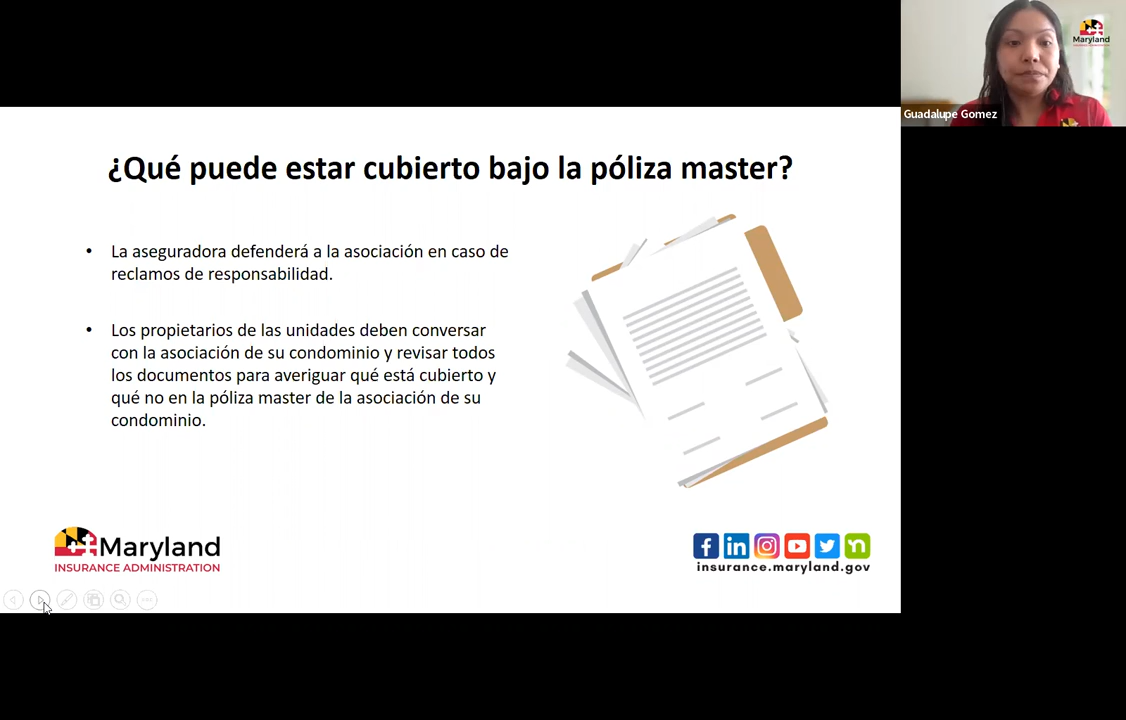 Maryland
Guadalupe Gomez
¿Qué puede estar cubierto bajo la póliza master?
• La aseguradora defenderá a la asociación en caso de
reclamos de responsabilidad.
• Los propietarios de las unidades deben conversar
con la asociación de su condominio y revisar todos
los documentos para averiguar qué está cubierto y
qué no en la póliza master de la asociación de su
condominio.
Maryland
INSURANCE ADMINISTRATION
insurance.maryland.gov